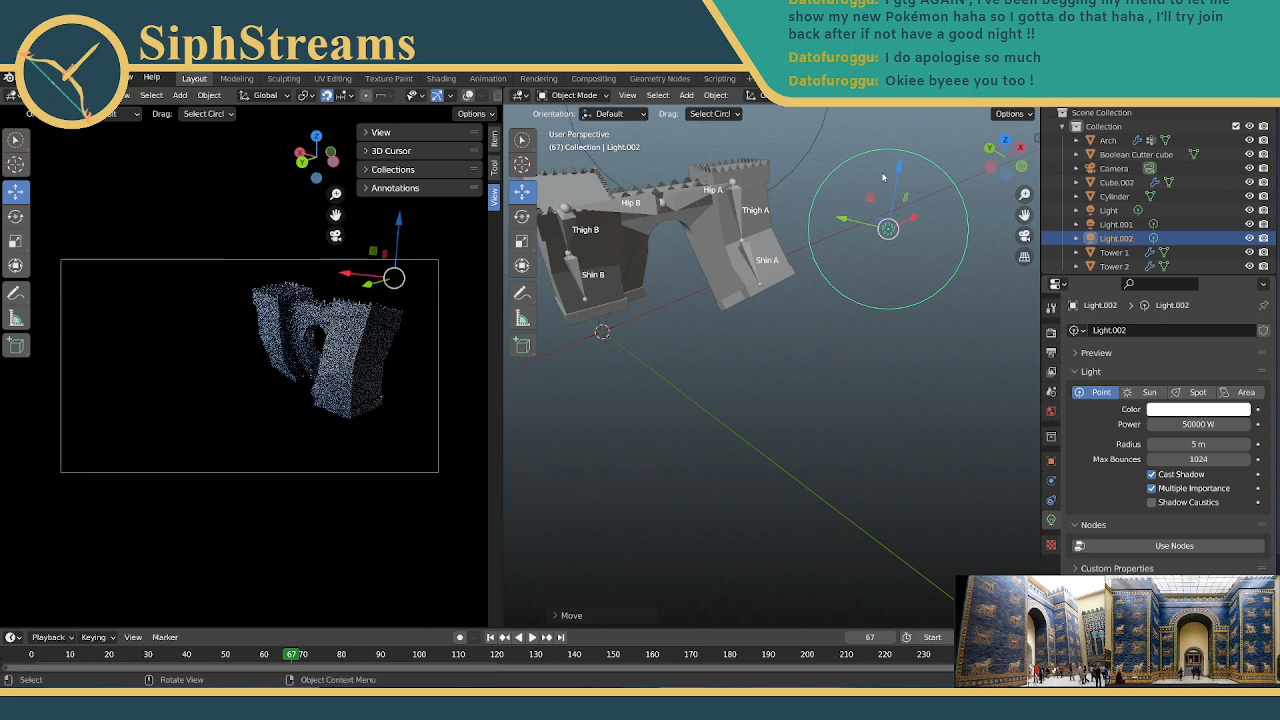 SiphStreams
Datofuroggu: I gtg AGAIN , I've been begging my friend to let me
show my new Pokémon haha so I gotta do that haha , I'll try join
back after if not have a good night !!
Datofuroggu: I do apologise so much
Datofuroggu: Okiee byeee you too !
Help Layout Modeling Sculpting UV Editing Texture Paint Shading Animation Rendering Compositing Geometry Nodes Scripting
Select Add Object Global
Drag: Select Circl Options
View
3D Cursor
Collections
Annotations
Item
Tool
View
Object Mode View Select Add Object
Orientation: Default Drag: Select Circl Options
User Perspective
(67) Collection | Light.002
Hip A
Hip B
Thigh A
Thigh B
Shin A
Shin B
Move
Scene Collection
Collection
Arch
Boolean Cutter cube
Camera
Cube.002
Cylinder
Light
Light.001
Light.002
Tower 1
Tower 2
Light.002 Light.002
Light.002
Preview
Light
Point Sun Spot Area
Color
Power 50000 W
Radius 5 m
Max Bounces 1024
Cast Shadow
Multiple Importance
Shadow Caustics
Nodes
Use Nodes
Custom Properties
Playback Keying View Marker 67 Start
0 10 20 30 40 50 60 67 70 80 90 100 110 120 130 140 150 160 170 180 190 200 210 220 230
Select Rotate View Object Context Menu